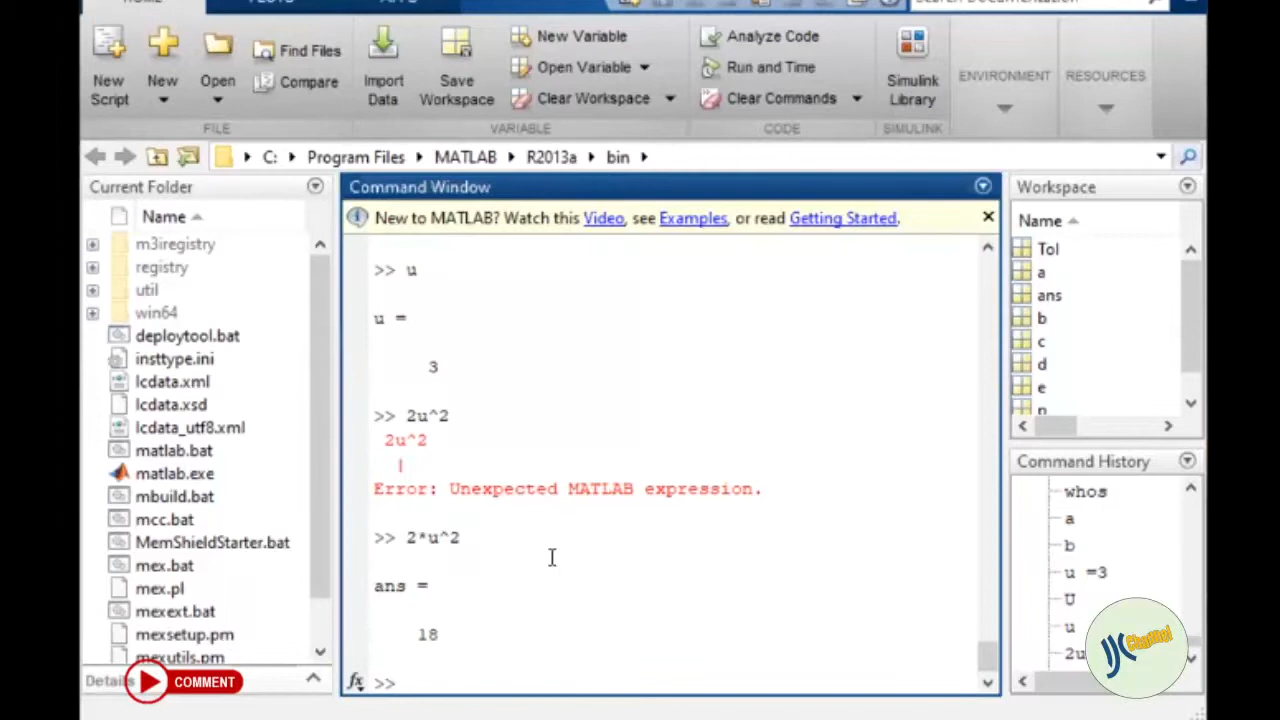 HOME
New Script
New
Open
Find Files
Compare
FILE
Import Data
Save Workspace
New Variable
Open Variable
Clear Workspace
VARIABLE
Analyze Code
Run and Time
Clear Commands
CODE
Simulink Library
SIMULINK
ENVIRONMENT
RESOURCES
C: Program Files MATLAB R2013a bin
Current Folder
Name
m3iregistry
registry
util
win64
deploytool.bat
insttype.ini
lcdata.xml
lcdata.xsd
lcdata_utf8.xml
matlab.bat
matlab.exe
mbuild.bat
mcc.bat
MemShieldStarter.bat
mex.bat
mex.pl
mexext.bat
mexsetup.pm
mexutils.pm
Details
COMMENT
Command Window
New to MATLAB? Watch this Video, see Examples, or read Getting Started.
>> u
u =
3
>> 2u^2
2u^2
|
Error: Unexpected MATLAB expression.
>> 2*u^2
ans =
18
fx >>
Workspace
Name
Tol
a
ans
b
c
d
e
Command History
whos
a
b
u =3
U
u
2u
JJC Channel